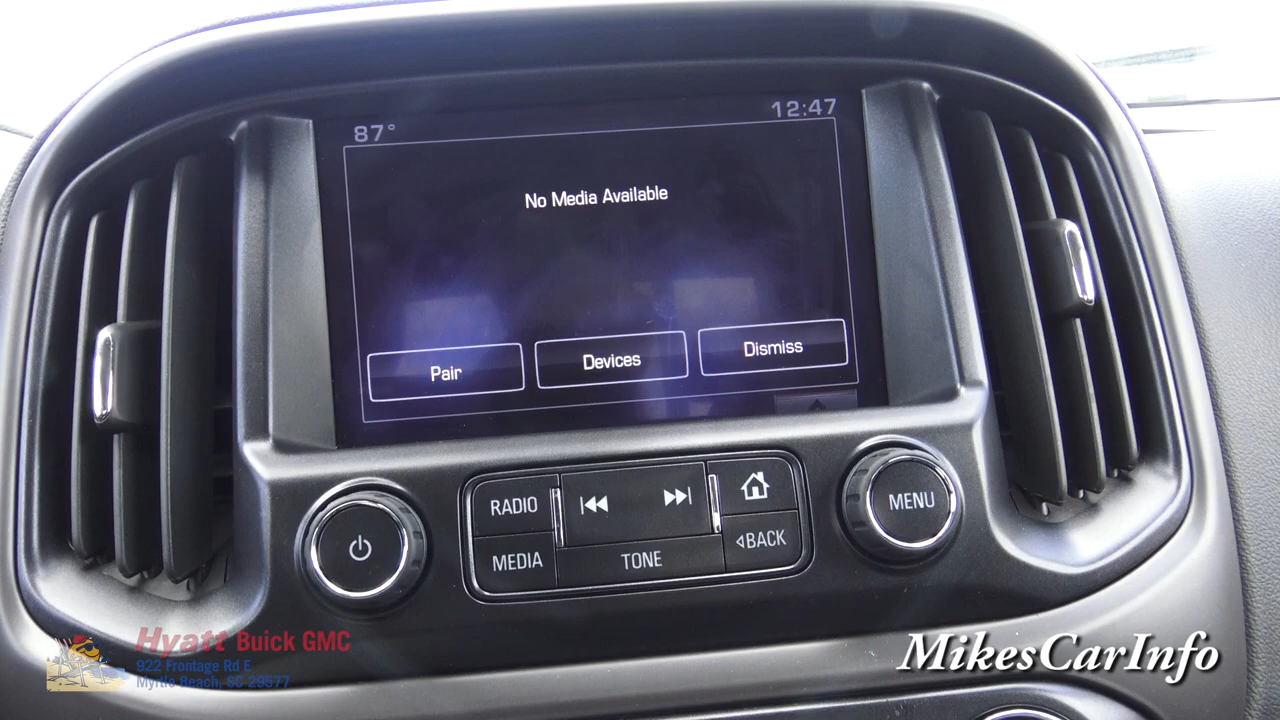 87°
12:47
No Media Available
Pair
Devices
Dismiss
RADIO
MEDIA
TONE
BACK
MENU
Hyatt Buick GMC
922 Frontage Rd E
Myrtle Beach, SC 29577
MikesCarInfo